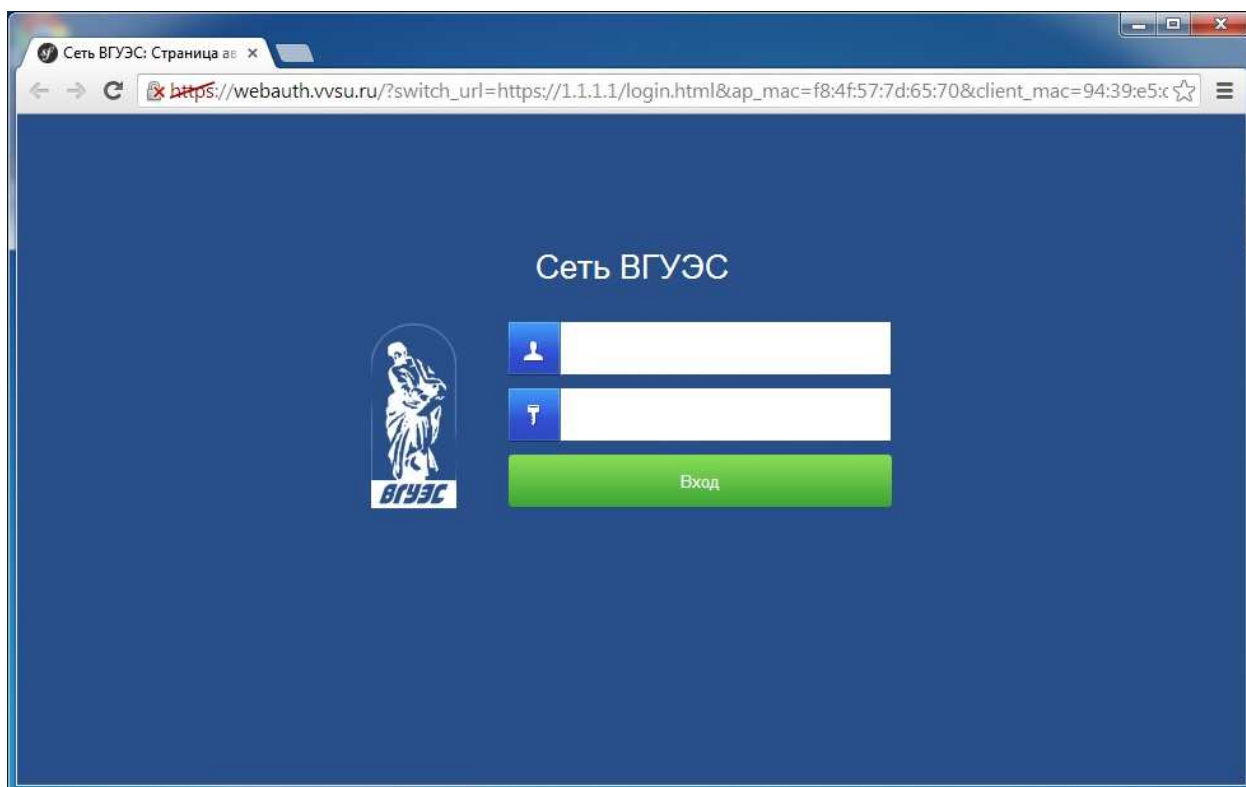 Сеть ВГУЭС: Страница ав
https://webauth.vvsu.ru/?switch_url=https://1.1.1.1/login.html&ap_mac=f8:4f:57:7d:65:70&client_mac=94:39:e5:c
Сеть ВГУЭС
ВГУЭС
Вход